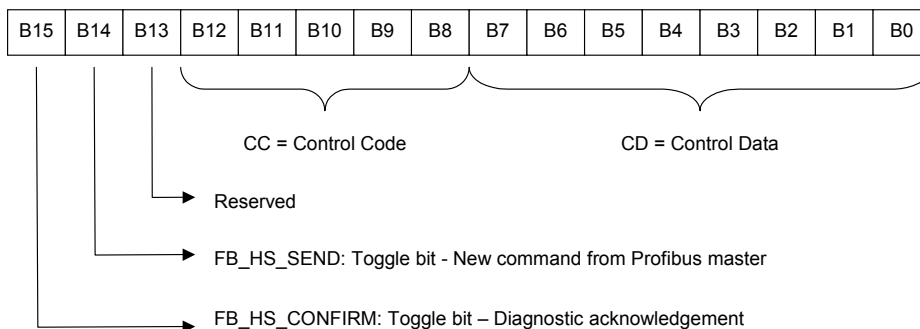 B15 B14 B13 B12 B11 B10 B9 B8 B7 B6 B5 B4 B3 B2 B1 B0
CC = Control Code CD = Control Data
Reserved
FB_HS_SEND: Toggle bit - New command from Profibus master
FB_HS_CONFIRM: Toggle bit – Diagnostic acknowledgement